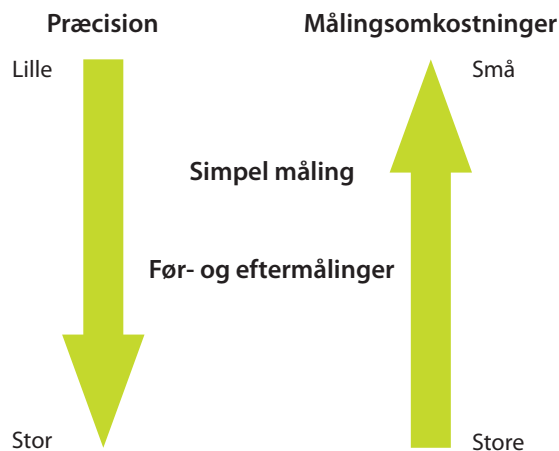 Præcision
Målingsomkostninger
Lille
Små
Simpel måling
Før- og eftermålinger
Stor
Store